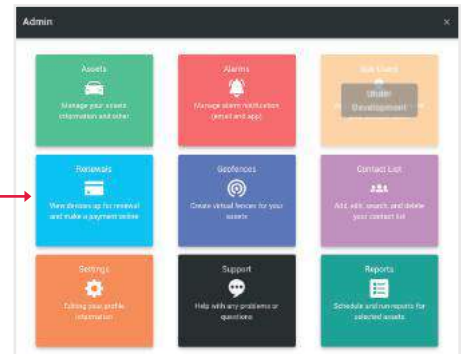 Admin
×
Assets
Manage your assets
information and other
Alarms
Manage alarm notification
(email and app)
Under
Development
Renewals
View devices up for renewal
and make a payment online
Geofences
Create virtual fences for your
assets
Contact List
Add, edit, search, and delete
your contact list
Settings
Editing your profile
information
Support
Help with any problems or
questions
Reports
Schedule and run reports for
selected assets